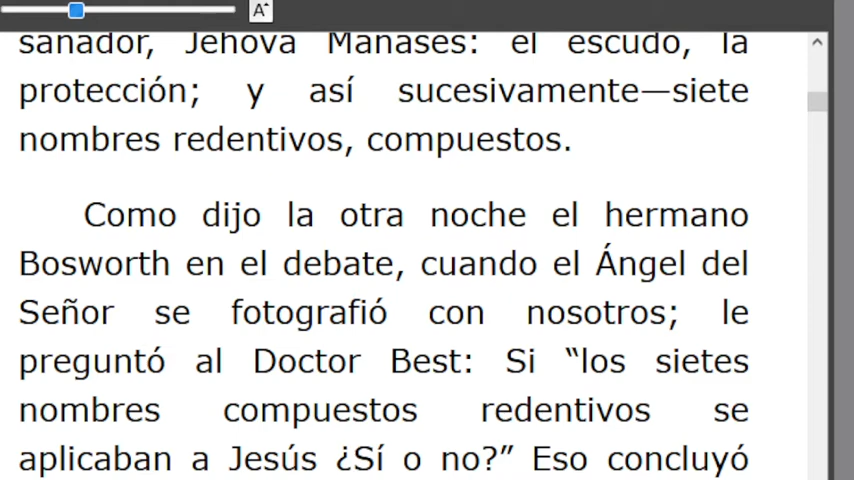 A
sanador, Jehová Manasés: el escudo, la
protección; y así sucesivamente—siete
nombres redentivos, compuestos.
Como dijo la otra noche el hermano
Bosworth en el debate, cuando el Ángel del
Señor se fotografió con nosotros; le
preguntó al Doctor Best: Si “los sietes
nombres compuestos redentivos se
aplicaban a Jesús ¿Sí o no?” Eso concluyó